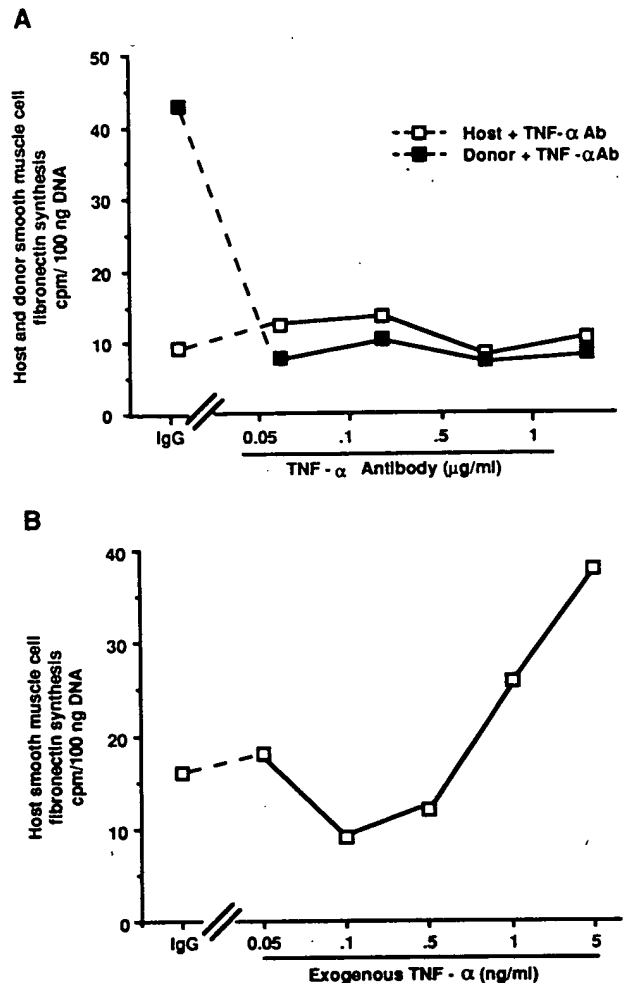 A
Host and donor smooth muscle cell
fibronectin synthesis
cpm/ 100 ng DNA
50
40
30
20
10
0
Host + TNF-α Ab
Donor + TNF -αAb
IgG
0.05
.1
.5
1
TNF - α Antibody (μg/ml)
B
Host smooth muscle cell
fibronectin synthesis
cpm/100 ng DNA
40
30
20
10
0
IgG
0.05
.1
.5
1
5
Exogenous TNF - α (ng/ml)